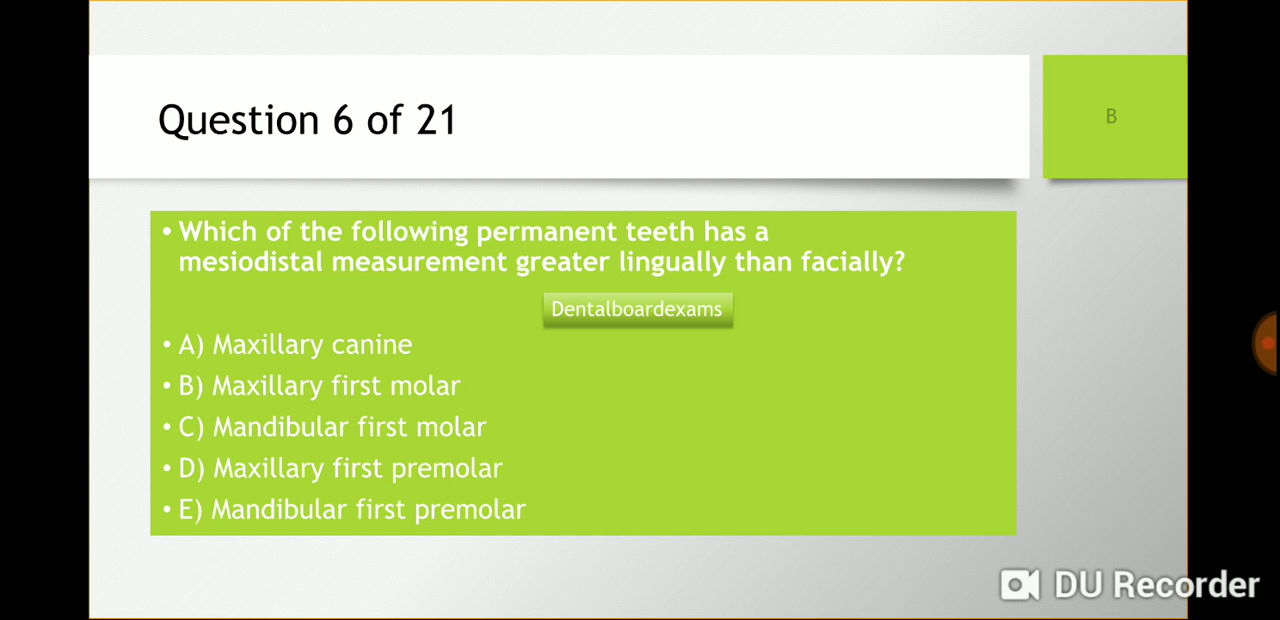 Question 6 of 21
B
• Which of the following permanent teeth has a
mesiodistal measurement greater lingually than facially?
Dentalboardexams
• A) Maxillary canine
• B) Maxillary first molar
• C) Mandibular first molar
• D) Maxillary first premolar
• E) Mandibular first premolar
DU Recorder